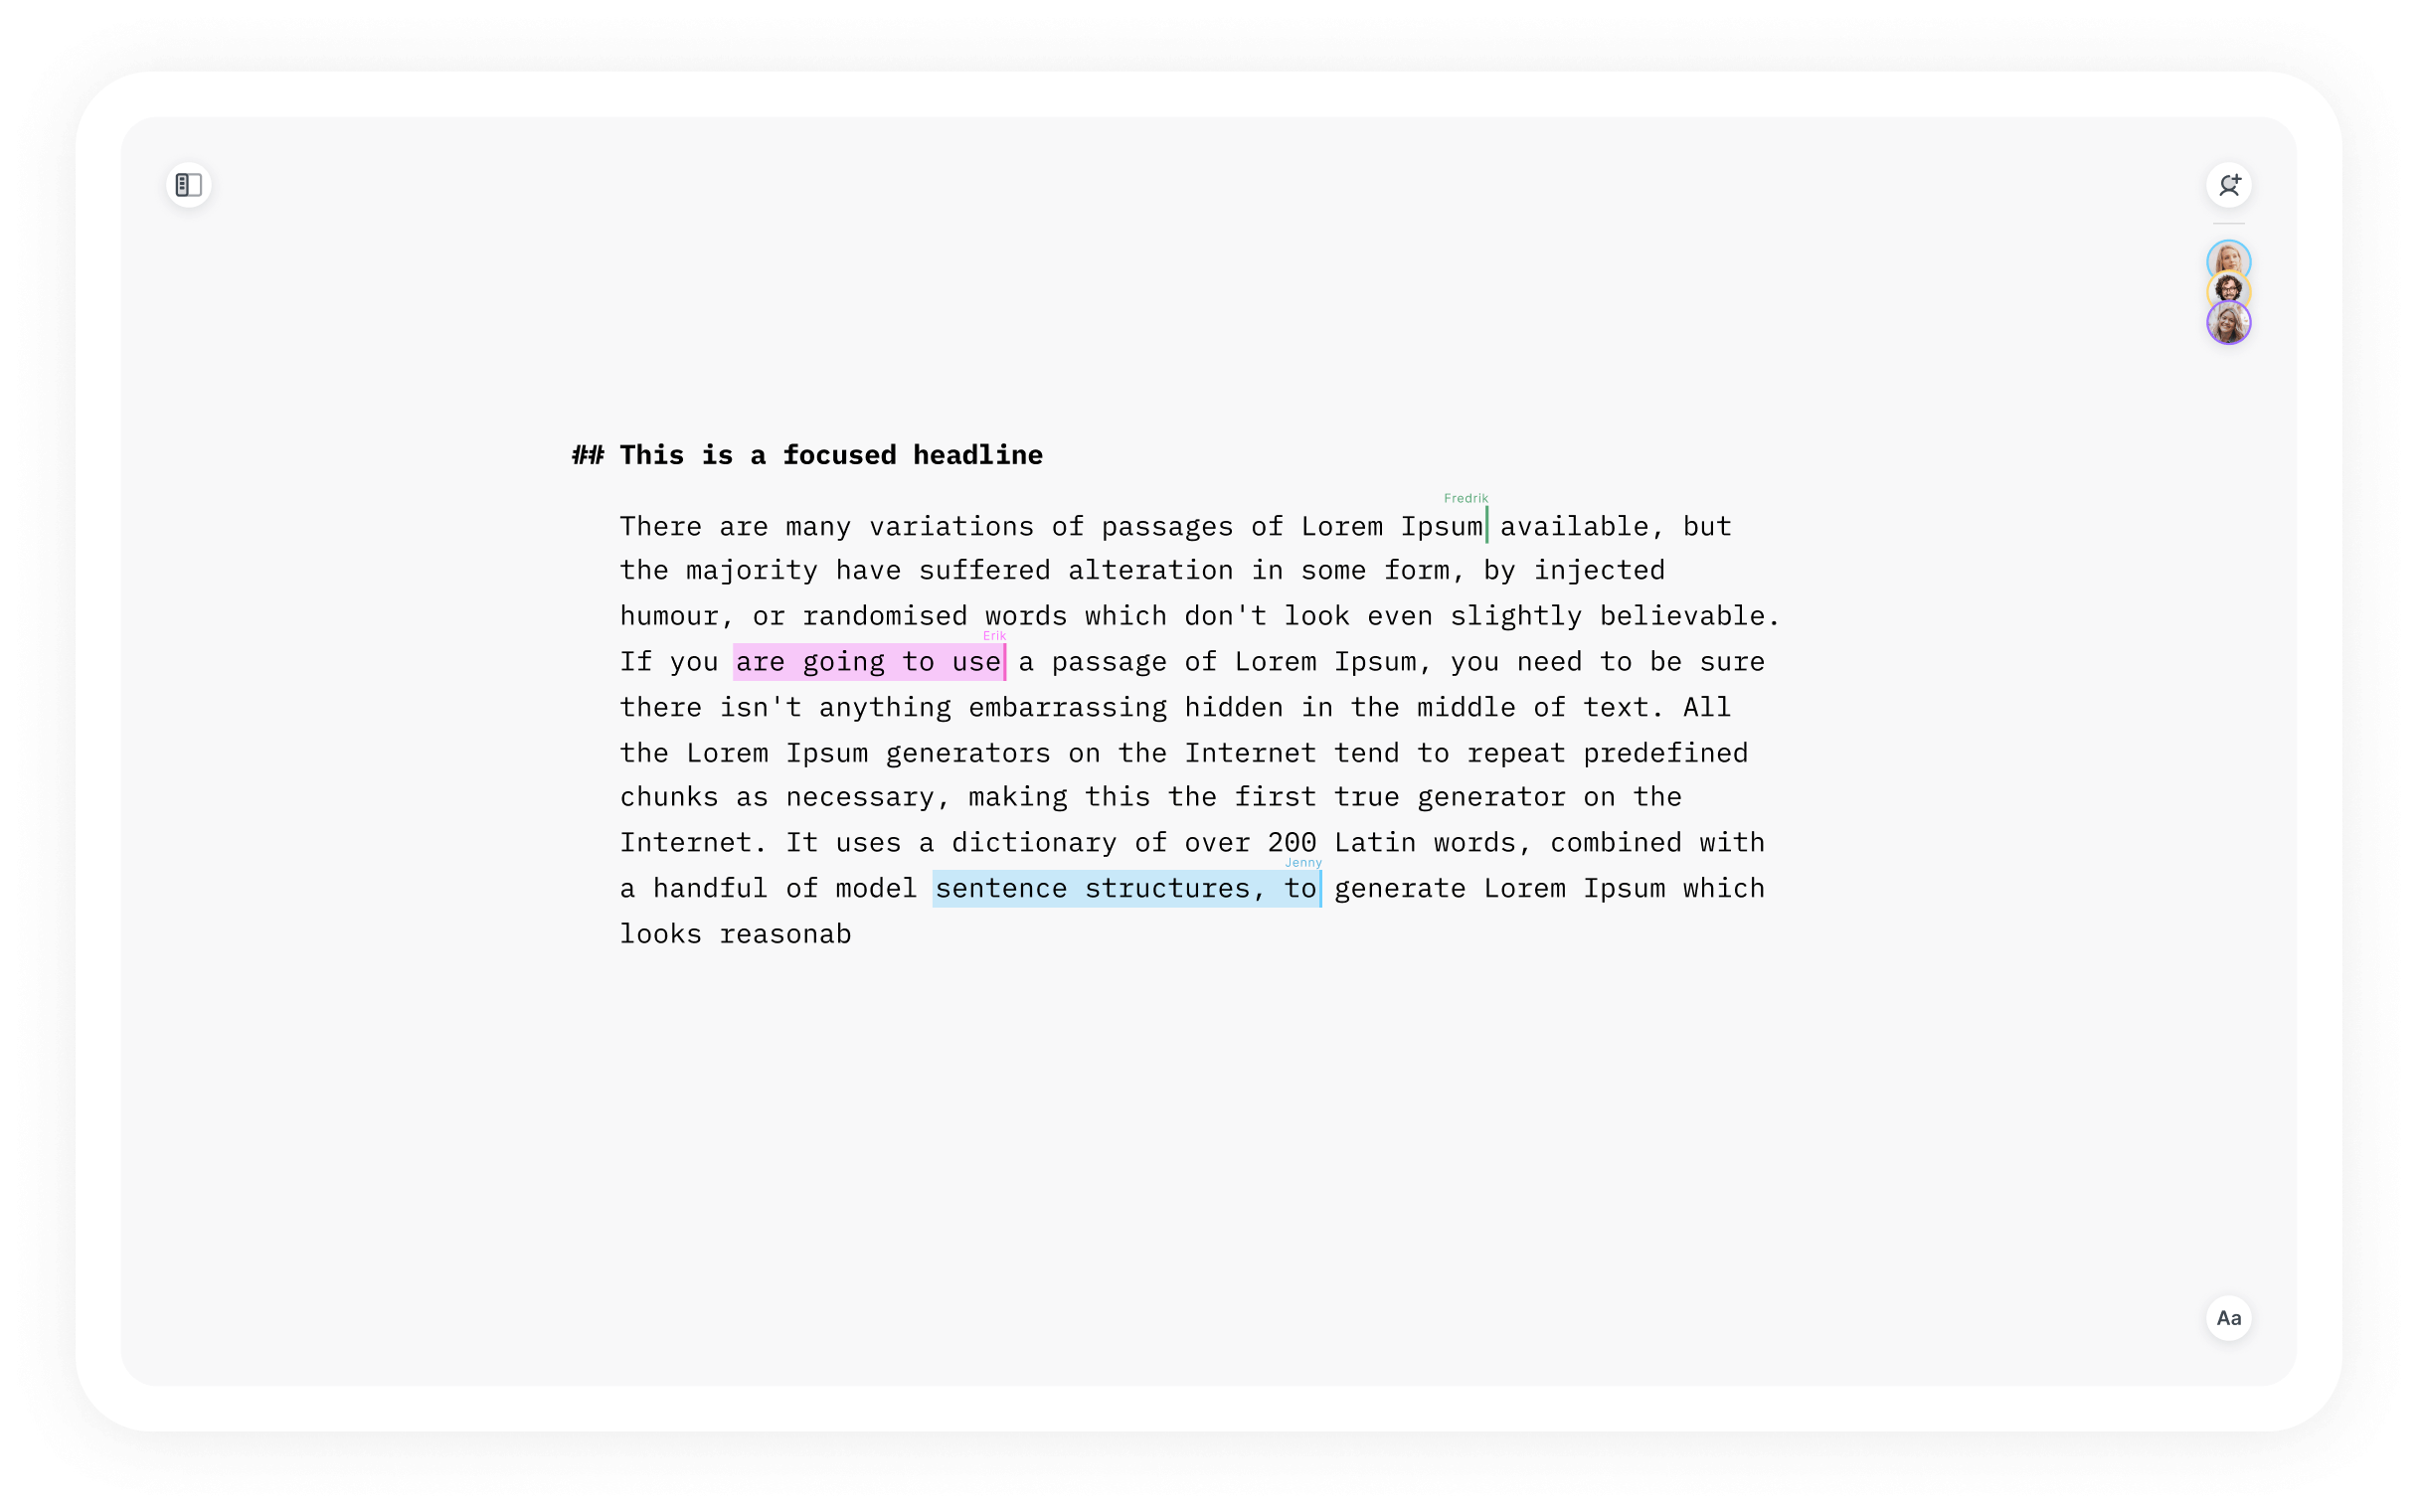 ## This is a focused headline
Fredrik
There are many variations of passages of Lorem Ipsum available, but
the majority have suffered alteration in some form, by injected
humour, or randomised words which don't look even slightly believable.
Erik
If you are going to use a passage of Lorem Ipsum, you need to be sure
there isn't anything embarrassing hidden in the middle of text. All
the Lorem Ipsum generators on the Internet tend to repeat predefined
chunks as necessary, making this the first true generator on the
Internet. It uses a dictionary of over 200 Latin words, combined with
Jenny
a handful of model sentence structures, to generate Lorem Ipsum which
looks reasonab
Aa